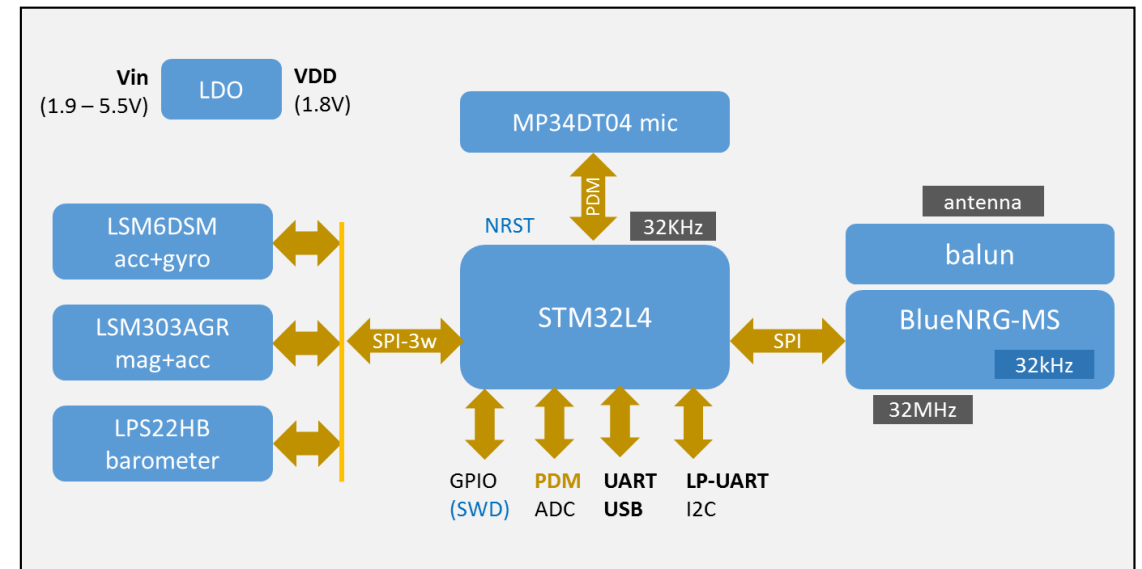 Vin
(1.9 – 5.5V)
LDO
VDD
(1.8V)
MP34DT04 mic
PDM
NRST
32KHz
antenna
balun
LSM6DSM
acc+gyro
LSM303AGR
mag+acc
LPS22HB
barometer
SPI-3w
STM32L4
SPI
BlueNRG-MS
32kHz
32MHz
GPIO
(SWD)
PDM
ADC
UART
USB
LP-UART
I2C